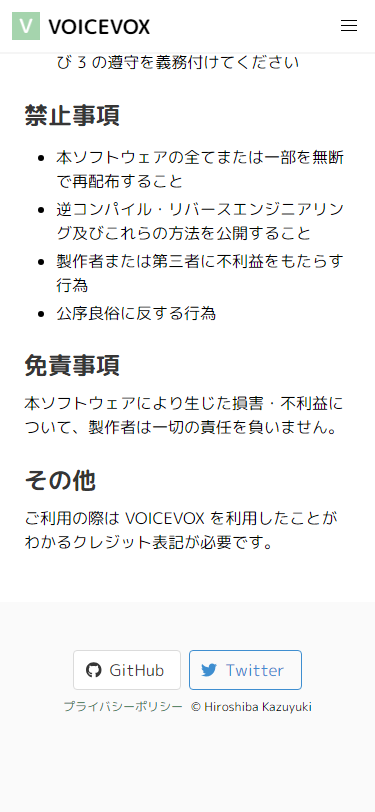 V VOICEVOX
び 3 の遵守を義務付けてください
禁止事項
• 本ソフトウェアの全てまたは一部を無断
で再配布すること
• 逆コンパイル・リバースエンジニアリン
グ及びこれらの方法を公開すること
• 製作者または第三者に不利益をもたらす
行為
• 公序良俗に反する行為
免責事項
本ソフトウェアにより生じた損害・不利益に
ついて、製作者は一切の責任を負いません。
その他
ご利用の際は VOICEVOX を利用したことが
わかるクレジット表記が必要です。
GitHub Twitter
プライバシーポリシー © Hiroshiba Kazuyuki